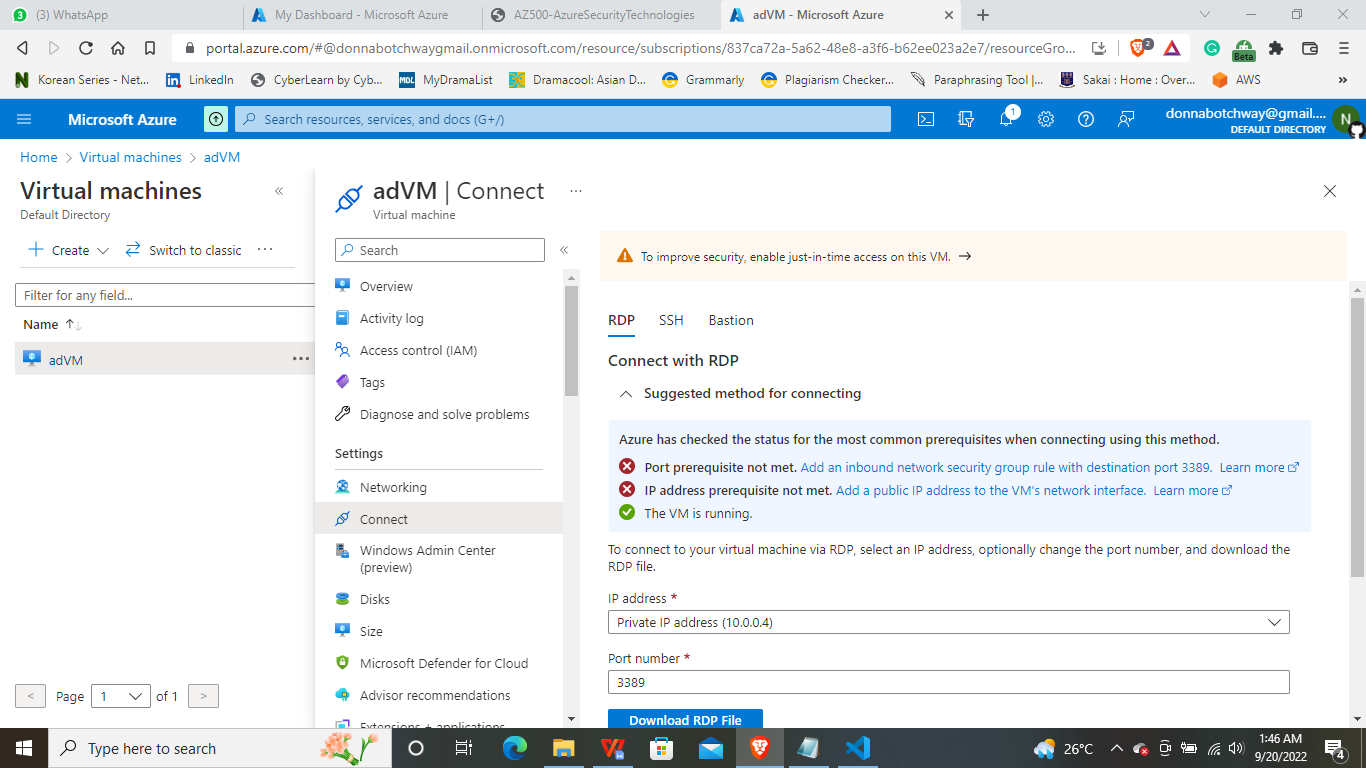 (3) WhatsApp
My Dashboard - Microsoft Azure
AZ500-AzureSecurityTechnologies
adVM - Microsoft Azure
portal.azure.com/#@donnabotchwaygmail.onmicrosoft.com/resource/subscriptions/837ca72a-5a62-48e8-a3f6-b62ee023a2e7/resourceGro...
2
Beta
Korean Series - Net...
LinkedIn
CyberLearn by Cyb...
MDL
MyDramaList
Dramacool: Asian D...
Grammarly
Plagiarism Checker...
Paraphrasing Tool |...
Sakai : Home : Over...
AWS
»
Microsoft Azure
Search resources, services, and docs (G+/)
1
donnabotchway@gmail....
DEFAULT DIRECTORY
N
Home > Virtual machines > adVM
Virtual machines
«
Default Directory
+ Create
Switch to classic
...
Filter for any field...
Name
adVM
...
< Page 1 of 1 >
adVM | Connect
...
Virtual machine
Search
«
Overview
Activity log
Access control (IAM)
Tags
Diagnose and solve problems
Settings
Networking
Connect
Windows Admin Center
(preview)
Disks
Size
Microsoft Defender for Cloud
Advisor recommendations
Extensions + applications
To improve security, enable just-in-time access on this VM. →
RDP
SSH
Bastion
Connect with RDP
Suggested method for connecting
Azure has checked the status for the most common prerequisites when connecting using this method.
Port prerequisite not met. Add an inbound network security group rule with destination port 3389. Learn more
IP address prerequisite not met. Add a public IP address to the VM's network interface. Learn more
The VM is running.
To connect to your virtual machine via RDP, select an IP address, optionally change the port number, and download the
RDP file.
IP address *
Private IP address (10.0.0.4)
Port number *
3389
Download RDP File
Type here to search
26°C
1:46 AM
9/20/2022
4